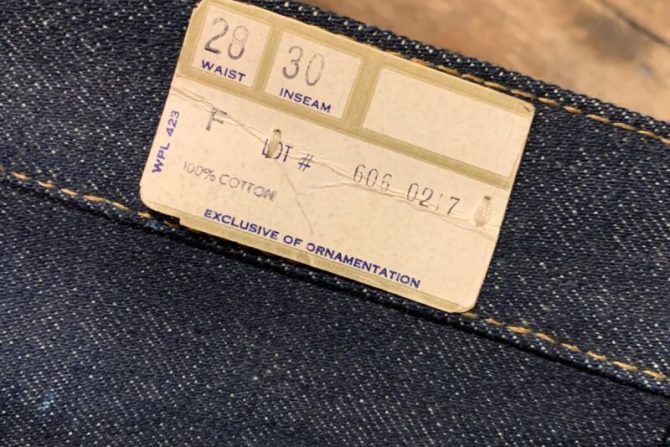 28 30
WAIST INSEAM
WPL 423
F LOT # 606 0217
100% COTTON
EXCLUSIVE OF ORNAMENTATION